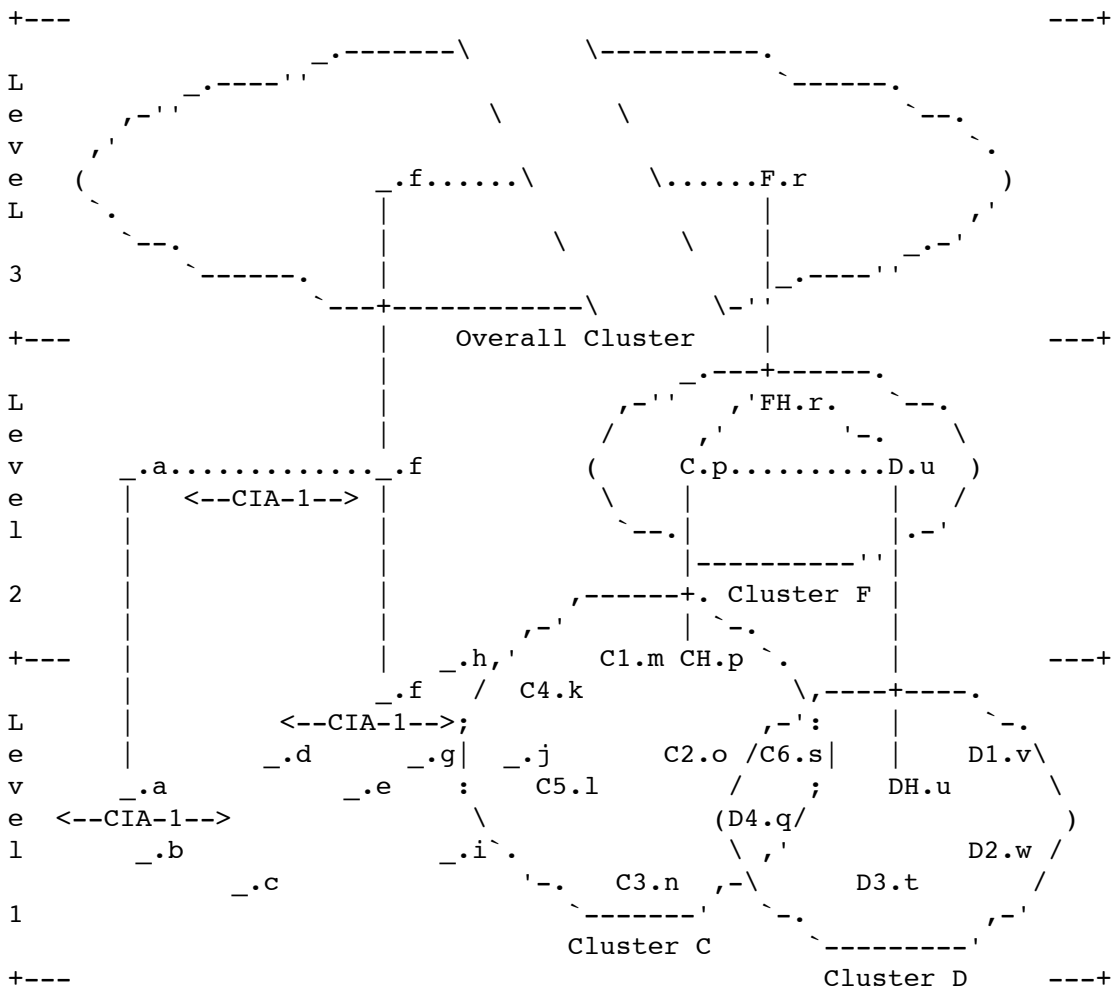 +--- ---+
_.-------\ \----------.
L _.----'' `------.
e ,-'' \ \ `--.
v ,' `.
e ( _.f......\ \......F.r )
L `. | | ,'
`--. | \ \ | _.-'
3 `------. | |_.----''
`---+-------------\ \-''
+--- | Overall Cluster | ---+
| _.---+------.
L | ,-'' ,'FH.r. `--.
e | / ,' '-. \
v _.a............._.f ( C.p..........D.u )
e | <--CIA-1--> | \ | | /
l | | `--.| |.-'
| | |----------''|
2 | | ,------+. Cluster F |
| | ,-' | `-. |
+--- | | _.h,' C1.m CH.p `. | ---+
| _.f / C4.k \,----+----.
L | <--CIA-1-->; ,-': | `-.
e | _.d _.g| _.j C2.o /C6.s| | D1.v\
v _.a _.e : C5.l / ; DH.u \
e <--CIA-1--> \ (D4.q/ )
l _.b _.i`. \ ,' D2.w /
_.c '-. C3.n ,-\ D3.t /
1 `-------' `-. ,-'
Cluster C `---------'
+--- Cluster D ---+